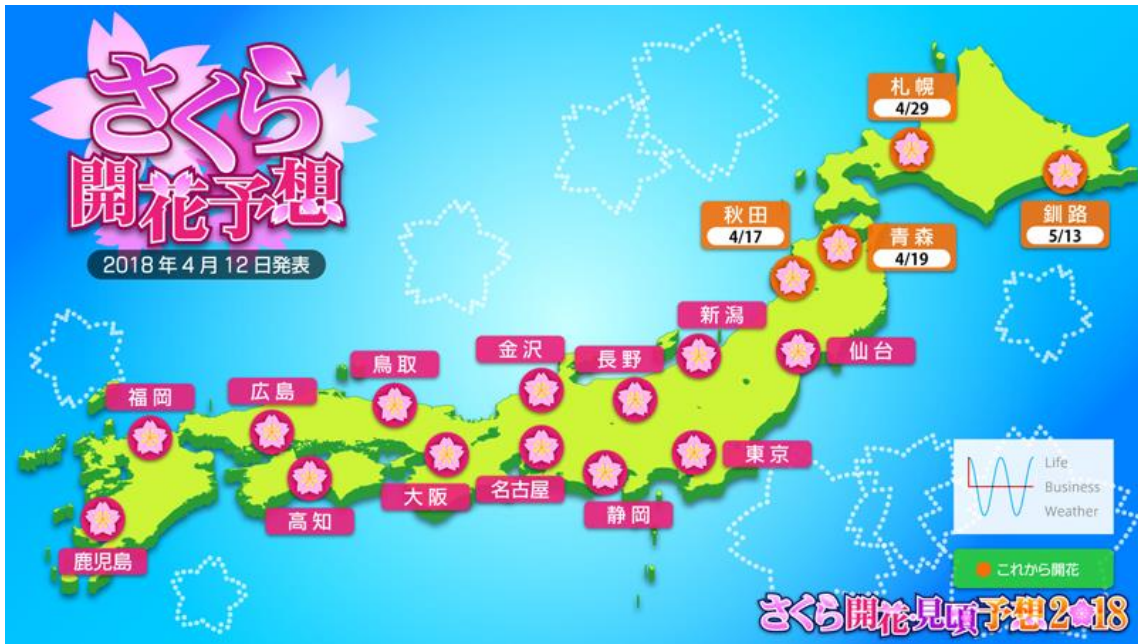 さくら
開花予想
2018年4月12日発表
札幌
4/29
釧路
5/13
秋田
4/17
青森
4/19
新潟
仙台
金沢
長野
鳥取
広島
福岡
東京
名古屋
大阪
静岡
高知
鹿児島
Life
Business
Weather
これから開花
さくら開花・見頃予想2018